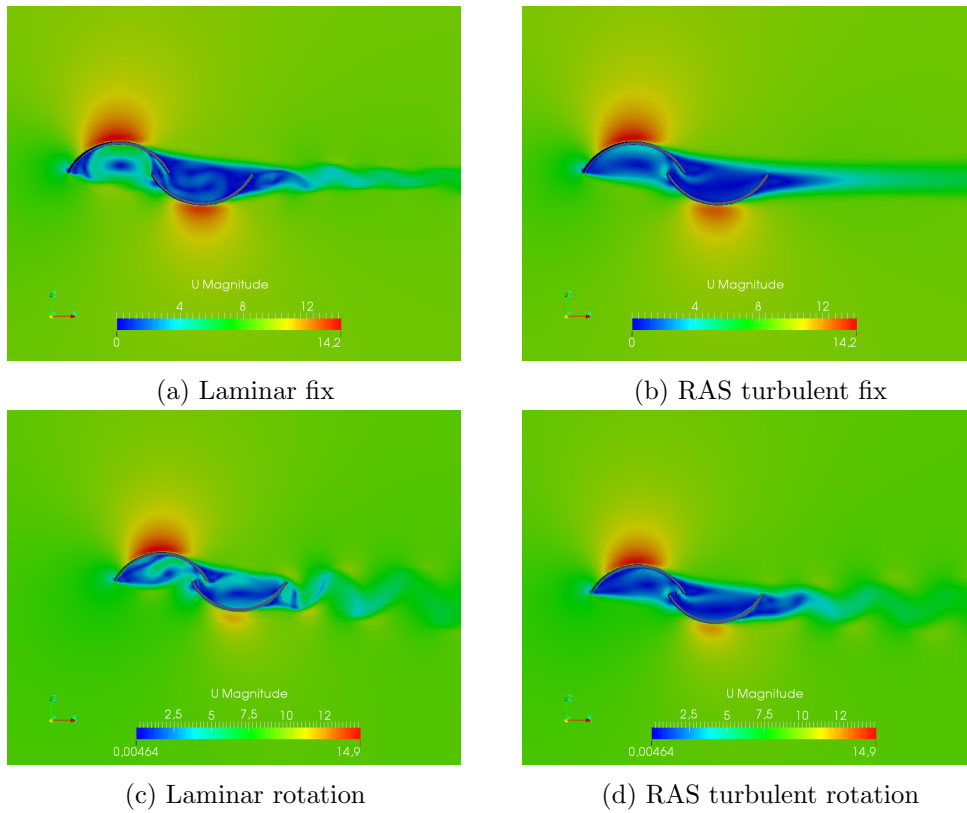 U Magnitude
4 8 12
0 14,2
U Magnitude
4 8 12
0 14,2
(a) Laminar fix
(b) RAS turbulent fix
U Magnitude
2,5 5 7,5 10 12
0,00464 14,9
U Magnitude
2,5 5 7,5 10 12
0,00464 14,9
(c) Laminar rotation
(d) RAS turbulent rotation